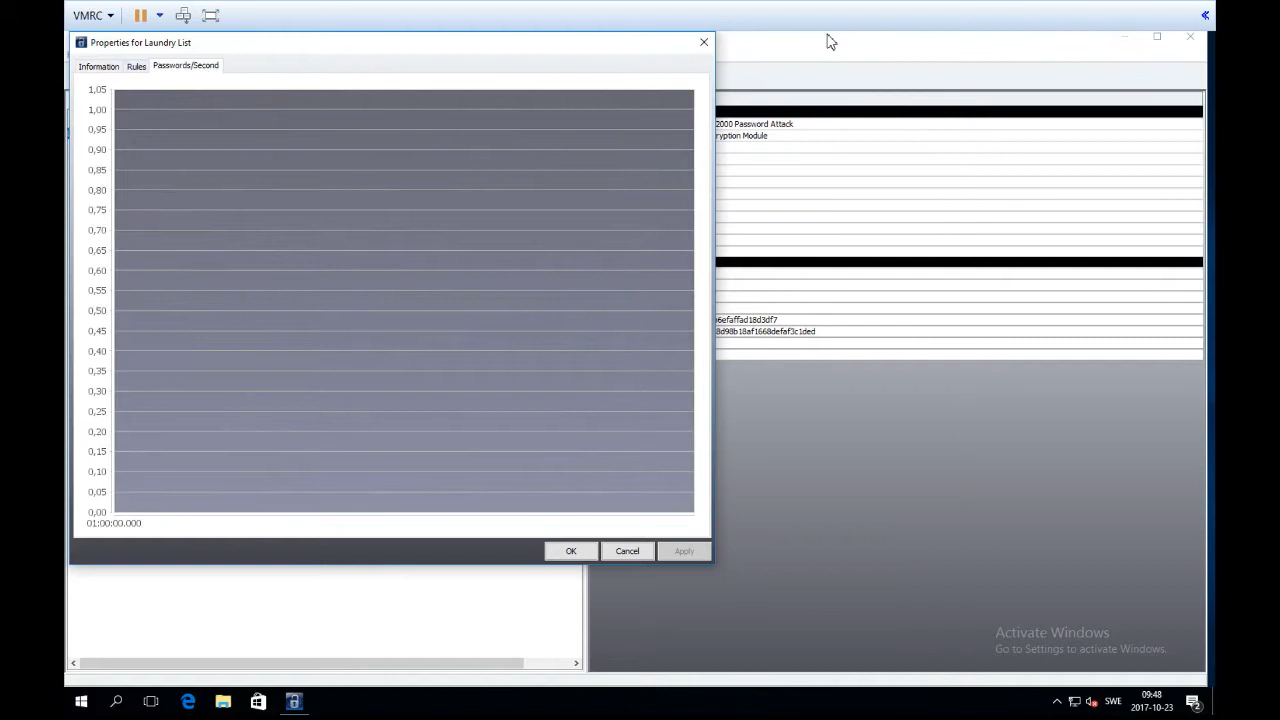 VMRC
Properties for Laundry List
Information Rules Passwords/Second
1,05
1,00
0,95
0,90
0,85
0,80
0,75
0,70
0,65
0,60
0,55
0,50
0,45
0,40
0,35
0,30
0,25
0,20
0,15
0,10
0,05
0,00
01:00:00.000
OK Cancel Apply
2000 Password Attack
ryption Module
6efaffad18d3df7
8d98b18af1668defaf3c1ded
Activate Windows
Go to Settings to activate Windows.
SWE
09:48
2017-10-23
2